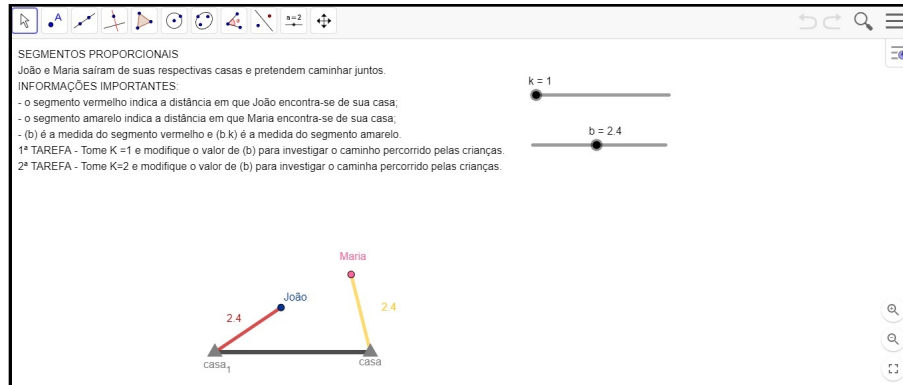 A
a=2
SEGMENTOS PROPORCIONAIS
João e Maria saíram de suas respectivas casas e pretendem caminhar juntos.
INFORMAÇÕES IMPORTANTES:
- o segmento vermelho indica a distância em que João encontra-se de sua casa;
- o segmento amarelo indica a distância em que Maria encontra-se de sua casa;
- (b) é a medida do segmento vermelho e (b.k) é a medida do segmento amarelo.
1ª TAREFA - Tome K =1 e modifique o valor de (b) para investigar o caminho percorrido pelas crianças.
2ª TAREFA - Tome K=2 e modifique o valor de (b) para investigar o caminha percorrido pelas crianças.
k = 1
b = 2.4
Maria
João
2.4
2.4
casa₁
casa